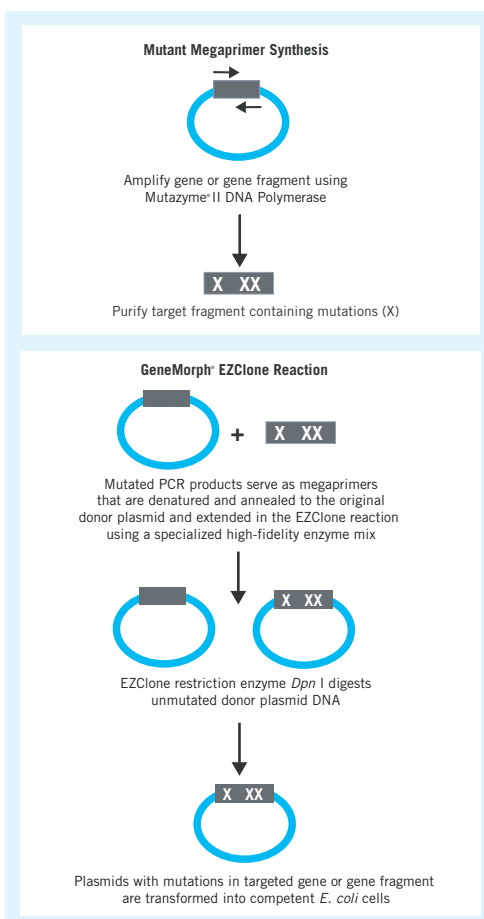 Mutant Megaprimer Synthesis
Amplify gene or gene fragment using
Mutazyme® II DNA Polymerase
X XX
Purify target fragment containing mutations (X)
GeneMorph® EZClone Reaction
+ X XX
Mutated PCR products serve as megaprimers
that are denatured and annealed to the original
donor plasmid and extended in the EZClone reaction
using a specialized high-fidelity enzyme mix
X XX
EZClone restriction enzyme Dpn I digests
unmutated donor plasmid DNA
X XX
Plasmids with mutations in targeted gene or gene fragment
are transformed into competent E. coli cells